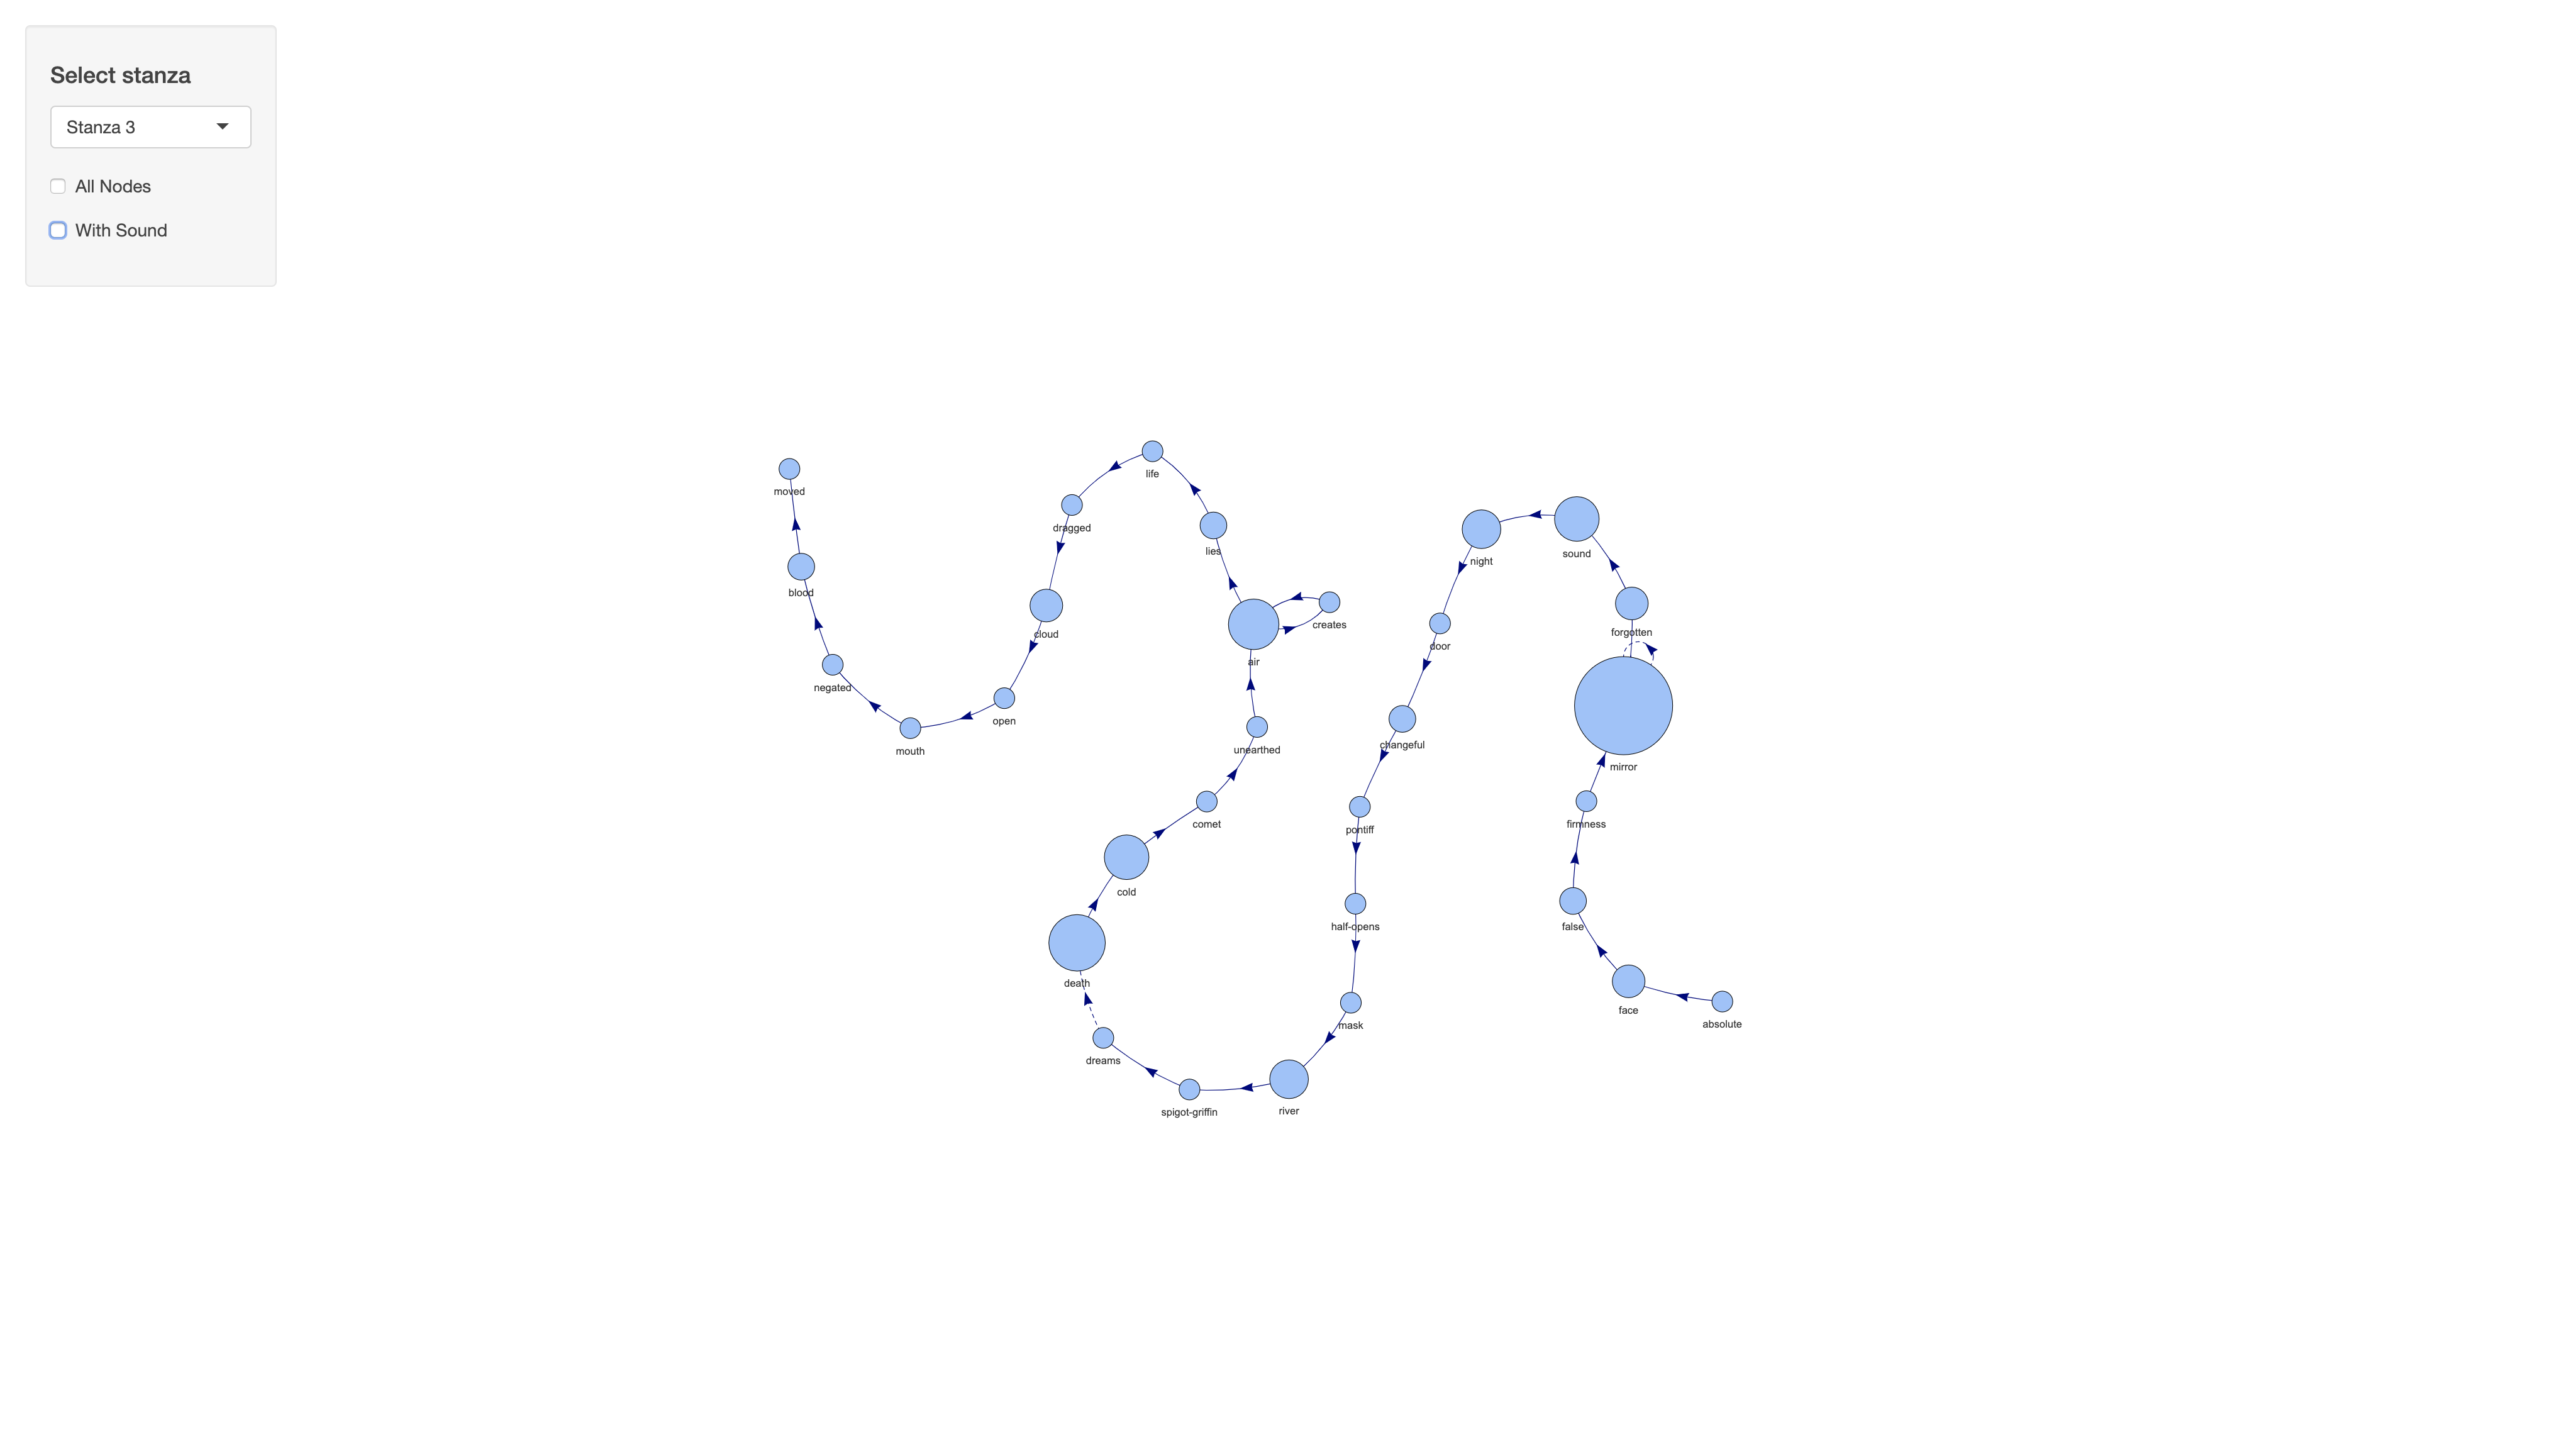 Select stanza
Stanza 3
All Nodes
With Sound
life
moved
dragged
lies
sound
night
blood
creates
forgotten
cloud
door
air
negated
open
changeful
mouth
unearthed
mirror
comet
firmness
pontiff
cold
false
half-opens
death
face
absolute
mask
dreams
river
spigot-griffin